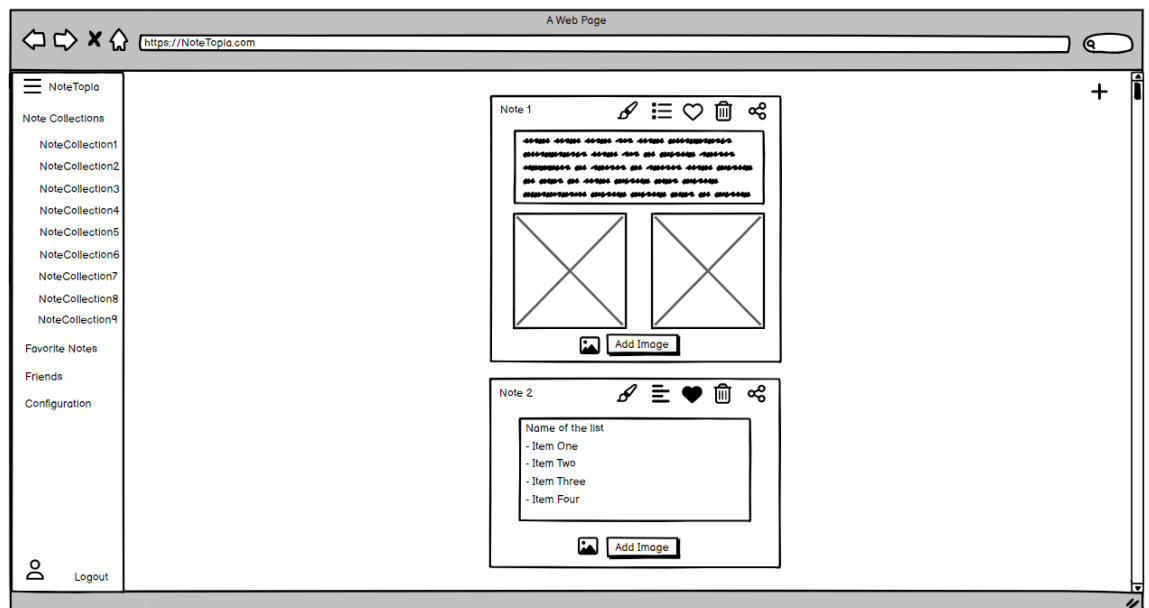 A Web Page
https://NoteTopia.com
NoteTopia
Note Collections
NoteCollection1
NoteCollection2
NoteCollection3
NoteCollection4
NoteCollection5
NoteCollection6
NoteCollection7
NoteCollection8
NoteCollection9
Favorite Notes
Friends
Configuration
Logout
Note 1
Add Image
Note 2
Name of the list
- Item One
- Item Two
- Item Three
- Item Four
Add Image